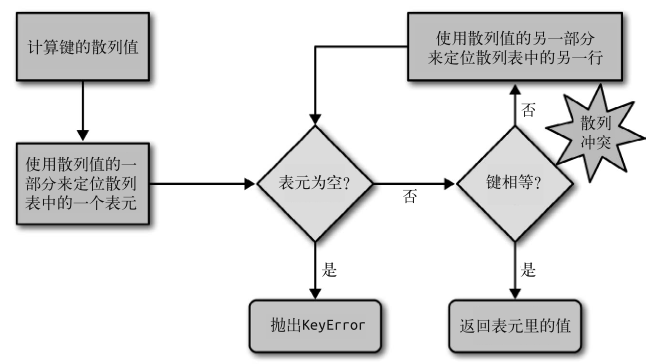 计算键的散列值
使用散列值的一
部分来定位散列
表中的一个表元
表元为空?
是
抛出KeyError
否
键相等?
否
散列
冲突
使用散列值的另一部分
来定位散列表中的另一行
是
返回表元里的值